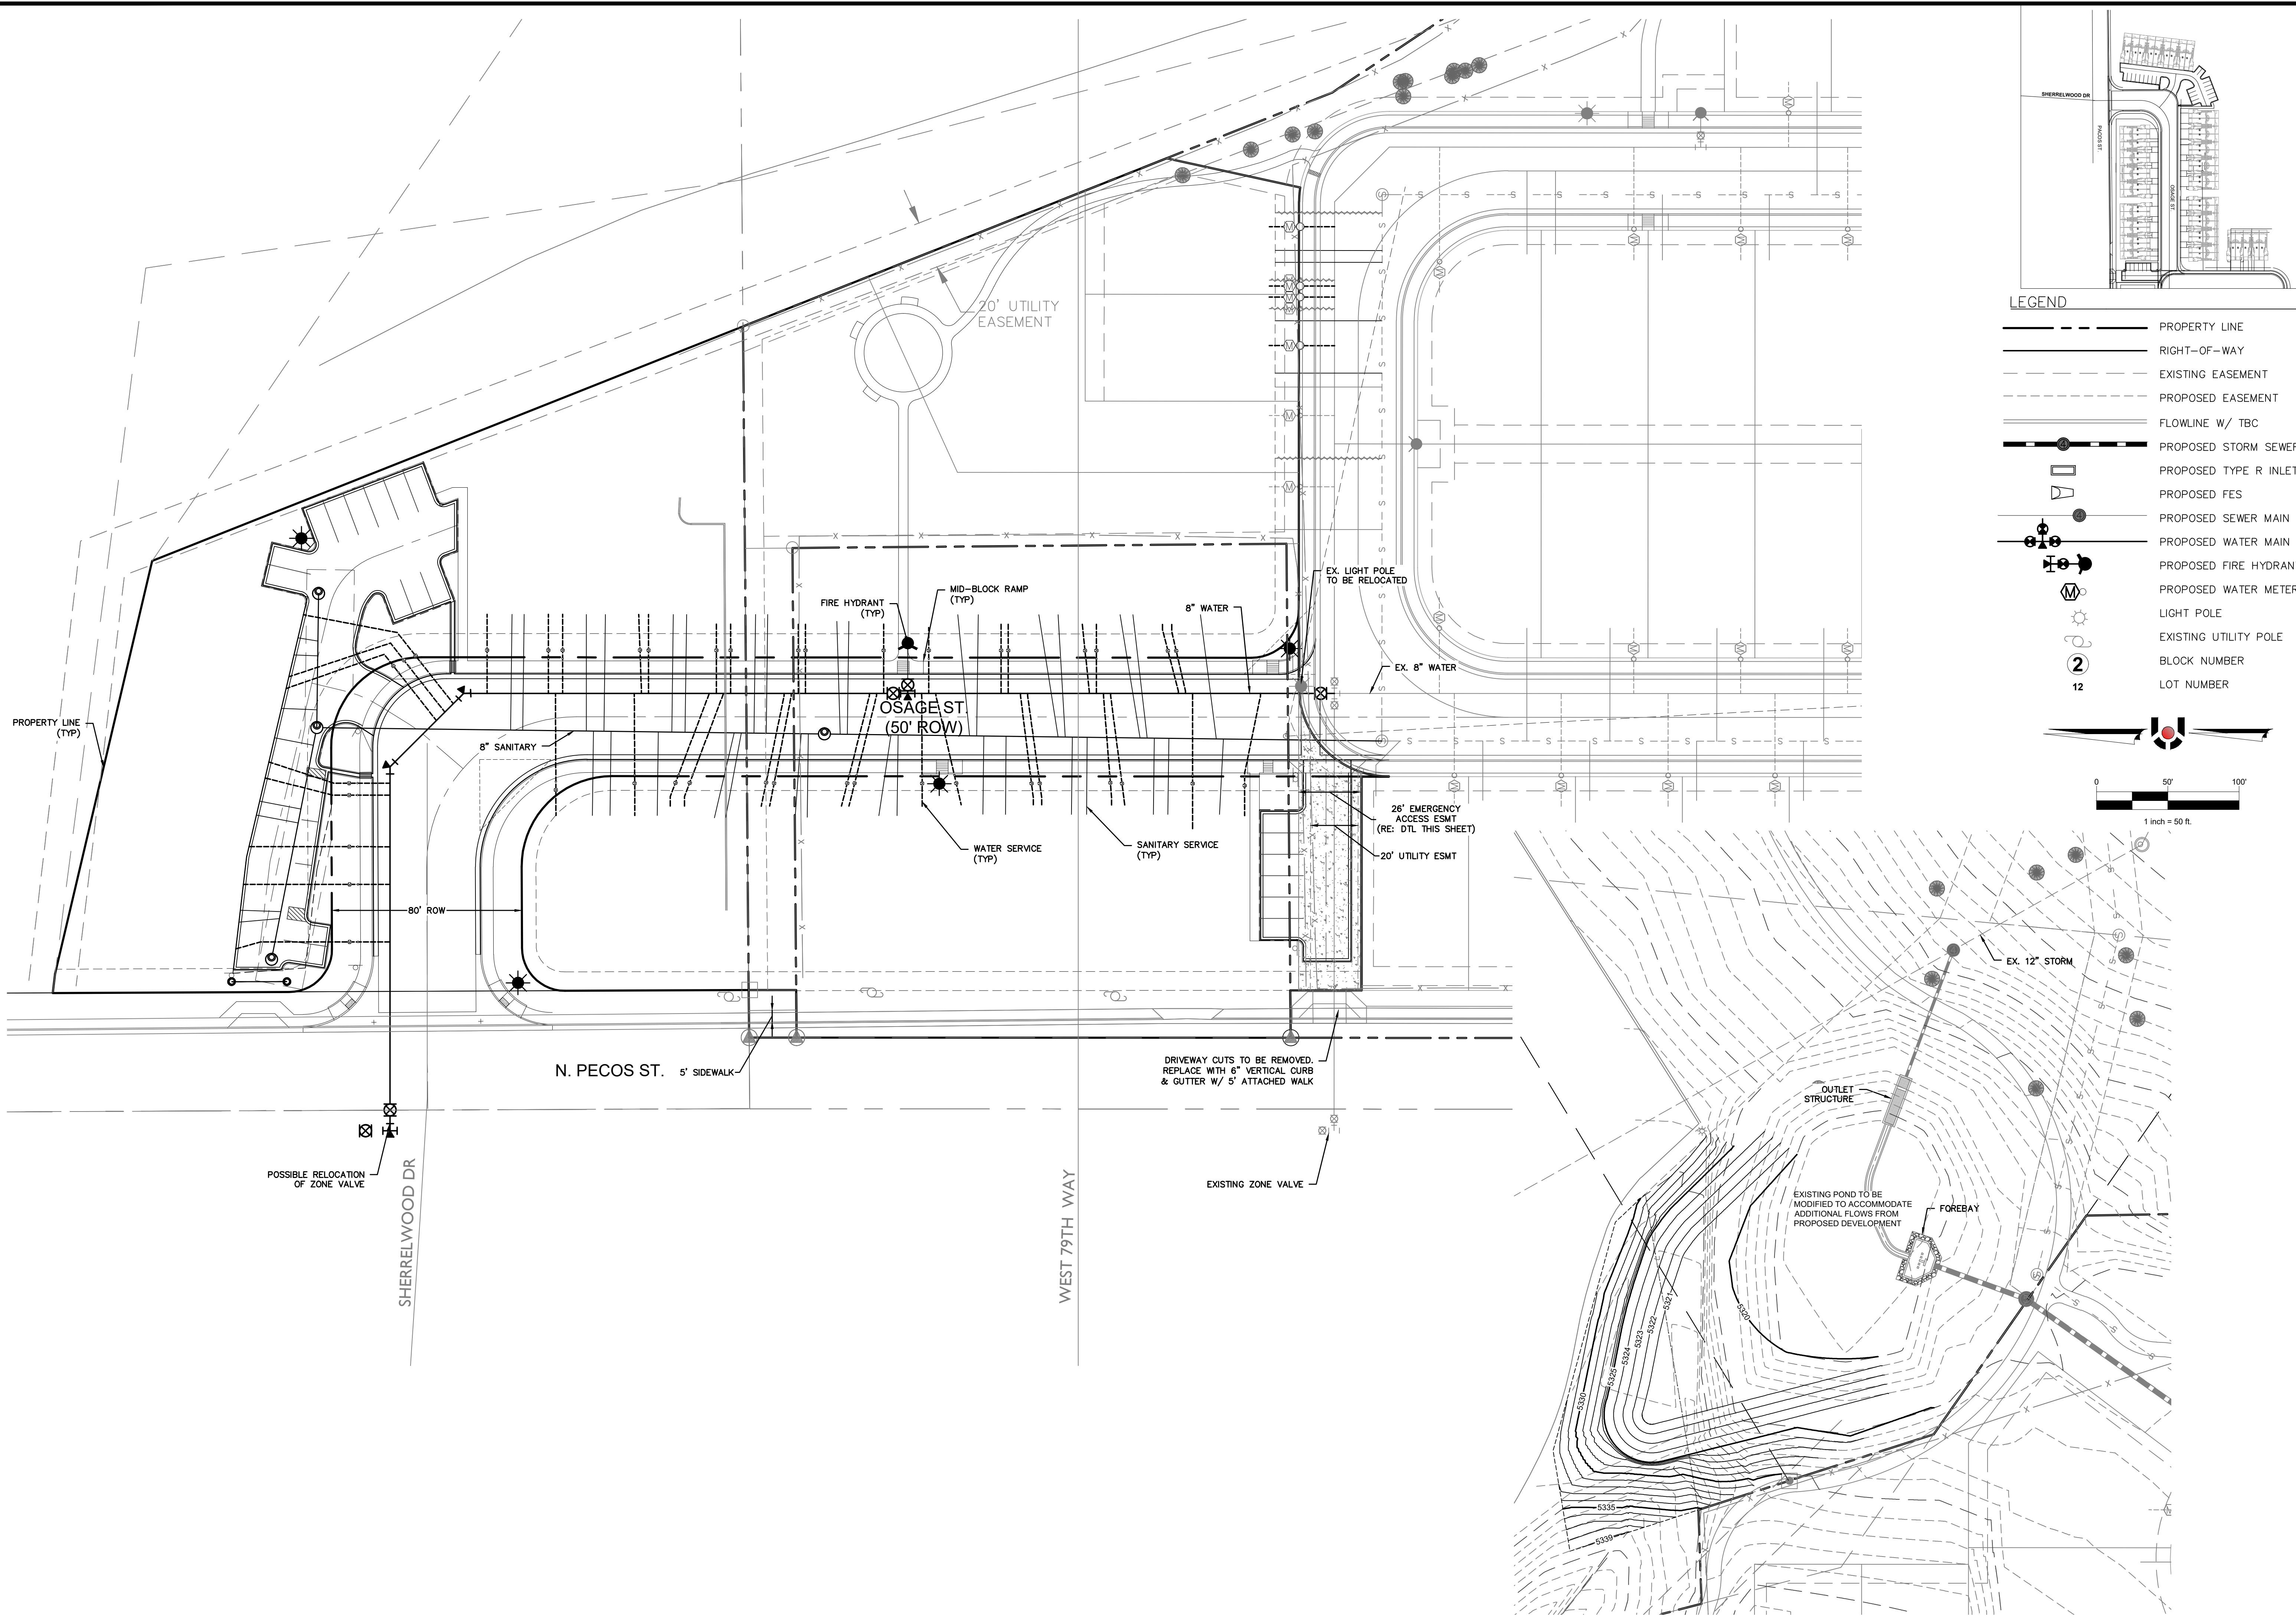 20' UTILITY
EASEMENT
PROPERTY LINE
(TYP)
FIRE HYDRANT
(TYP)
MID-BLOCK RAMP
(TYP)
8" WATER
EX. LIGHT POLE
TO BE RELOCATED
EX. 8" WATER
OSAGE ST.
(50' ROW)
8" SANITARY
80' ROW
WATER SERVICE
(TYP)
SANITARY SERVICE
(TYP)
26' EMERGENCY
ACCESS ESMT
(RE: DTL THIS SHEET)
20' UTILITY ESMT
N. PECOS ST.
5' SIDEWALK
DRIVEWAY CUTS TO BE REMOVED.
REPLACE WITH 6" VERTICAL CURB
& GUTTER W/ 5' ATTACHED WALK
POSSIBLE RELOCATION
OF ZONE VALVE
SHERRELWOOD DR
WEST 79TH WAY
EXISTING ZONE VALVE
SHERRELWOOD DR
PACOS ST.
OSAGE ST
LEGEND
PROPERTY LINE
RIGHT-OF-WAY
EXISTING EASEMENT
PROPOSED EASEMENT
FLOWLINE W/ TBC
PROPOSED STORM SEWER
PROPOSED TYPE R INLET
PROPOSED FES
PROPOSED SEWER MAIN
PROPOSED WATER MAIN
PROPOSED FIRE HYDRAN
M PROPOSED WATER METER
LIGHT POLE
EXISTING UTILITY POLE
2 BLOCK NUMBER
12 LOT NUMBER
0 50' 100'
1 inch = 50 ft.
EX. 12" STORM
OUTLET
STRUCTURE
EXISTING POND TO BE
MODIFIED TO ACCOMMODATE
ADDITIONAL FLOWS FROM
PROPOSED DEVELOPMENT
FOREBAY
5320
5321
5322
5323
5324
5325
5330
5335
5339